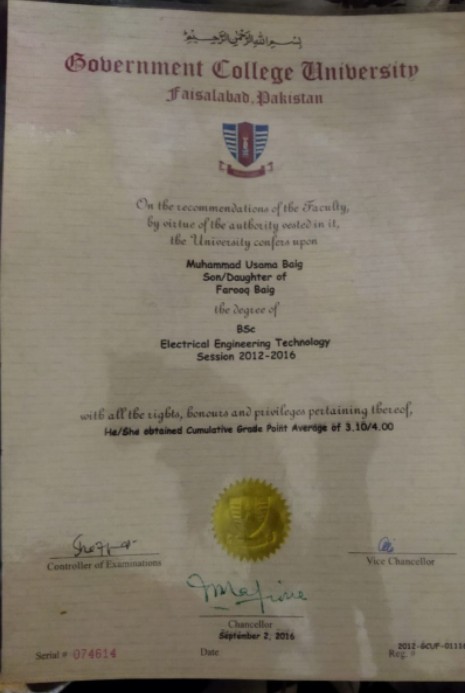 بسم الله الرحمن الرحيم
Government College University
Faisalabad, Pakistan
On the recommendations of the Faculty,
by virtue of the authority vested in it,
the University confers upon
Muhammad Usama Baig
Son/Daughter of
Farooq Baig
the degree of
BSc
Electrical Engineering Technology
Session 2012-2016
with all the rights, honours and privileges pertaining thereof,
He/She obtained Cumulative Grade Point Average of 3.10/4.00
Controller of Examinations
Vice Chancellor
Chancellor
September 2, 2016
Serial # 074614
Date
Reg. # 2012-GCUF-0111